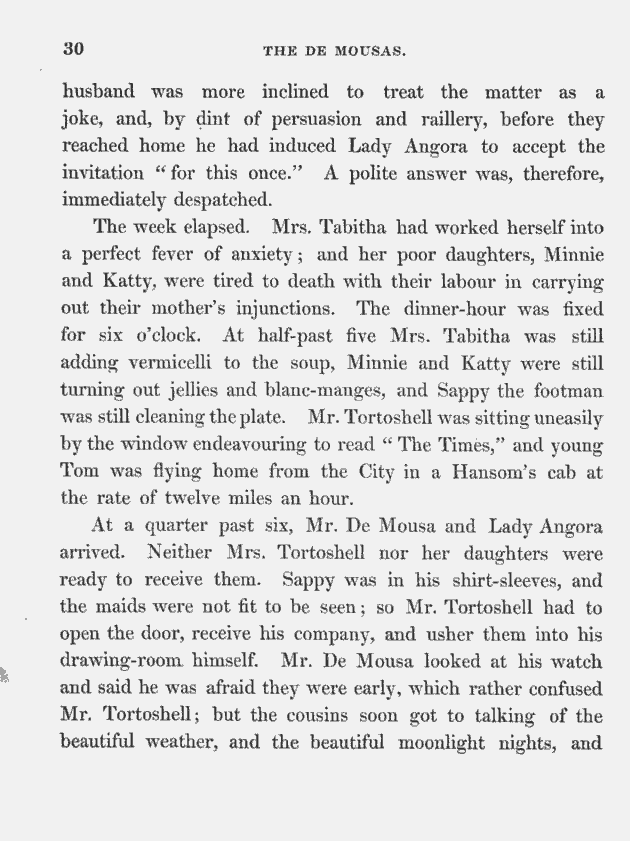 30 THE DE MOUSAS.
husband was more inclined to treat the matter as a
joke, and, by dint of persuasion and raillery, before they
reached home he had induced Lady Angora to accept the
invitation “for this once.” A polite answer was, therefore,
immediately despatched.
The week elapsed. Mrs. Tabitha had worked herself into
a perfect fever of anxiety; and her poor daughters, Minnie
and Katty, were tired to death with their labour in carrying
out their mother’s injunctions. The dinner-hour was fixed
for six o’clock. At half-past five Mrs. Tabitha was still
adding vermicelli to the soup, Minnie and Katty were still
turning out jellies and blanc-manges, and Sappy the footman
was still cleaning the plate. Mr. Tortoshell was sitting uneasily
by the window endeavouring to read “The Times,” and young
Tom was flying home from the City in a Hansom’s cab at
the rate of twelve miles an hour.
At a quarter past six, Mr. De Mousa and Lady Angora
arrived. Neither Mrs. Tortoshell nor her daughters were
ready to receive them. Sappy was in his shirt-sleeves, and
the maids were not fit to be seen; so Mr. Tortoshell had to
open the door, receive his company, and usher them into his
drawing-room himself. Mr. De Mousa looked at his watch
and said he was afraid they were early, which rather confused
Mr. Tortoshell; but the cousins soon got to talking of the
beautiful weather, and the beautiful moonlight nights, and